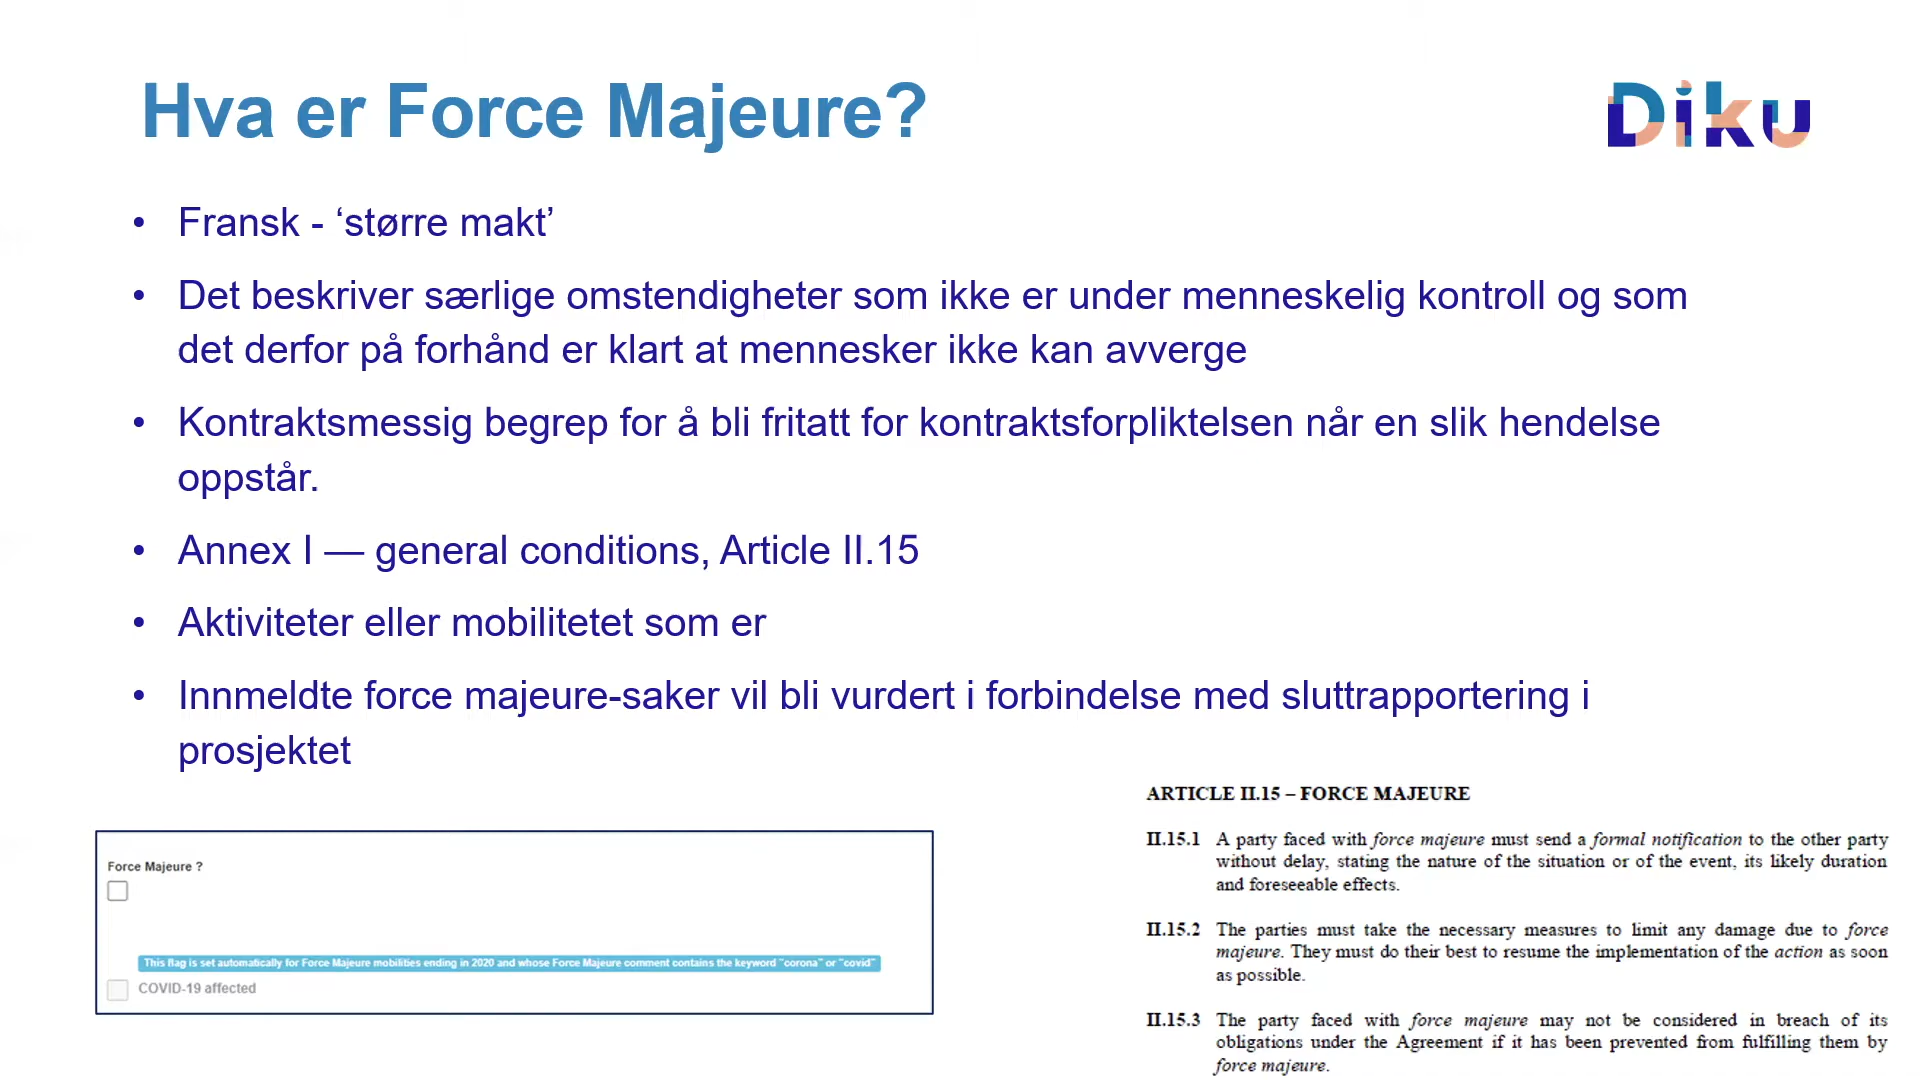 Hva er Force Majeure?
Diku
• Fransk - ‘større makt’
• Det beskriver særlige omstendigheter som ikke er under menneskelig kontroll og som
det derfor på forhånd er klart at mennesker ikke kan avverge
• Kontraktsmessig begrep for å bli fritatt for kontraktsforpliktelsen når en slik hendelse
oppstår.
• Annex I — general conditions, Article II.15
• Aktiviteter eller mobilitetet som er
• Innmeldte force majeure-saker vil bli vurdert i forbindelse med sluttrapportering i
prosjektet
Force Majeure ?
This flag is set automatically for Force Majeure mobilities ending in 2020 and whose Force Majeure comment contains the keyword "corona" or "covid"
COVID-19 affected
ARTICLE II.15 – FORCE MAJEURE
II.15.1 A party faced with force majeure must send a formal notification to the other party
without delay, stating the nature of the situation or of the event, its likely duration
and foreseeable effects.
II.15.2 The parties must take the necessary measures to limit any damage due to force
majeure. They must do their best to resume the implementation of the action as soon
as possible.
II.15.3 The party faced with force majeure may not be considered in breach of its
obligations under the Agreement if it has been prevented from fulfilling them by
force majeure.